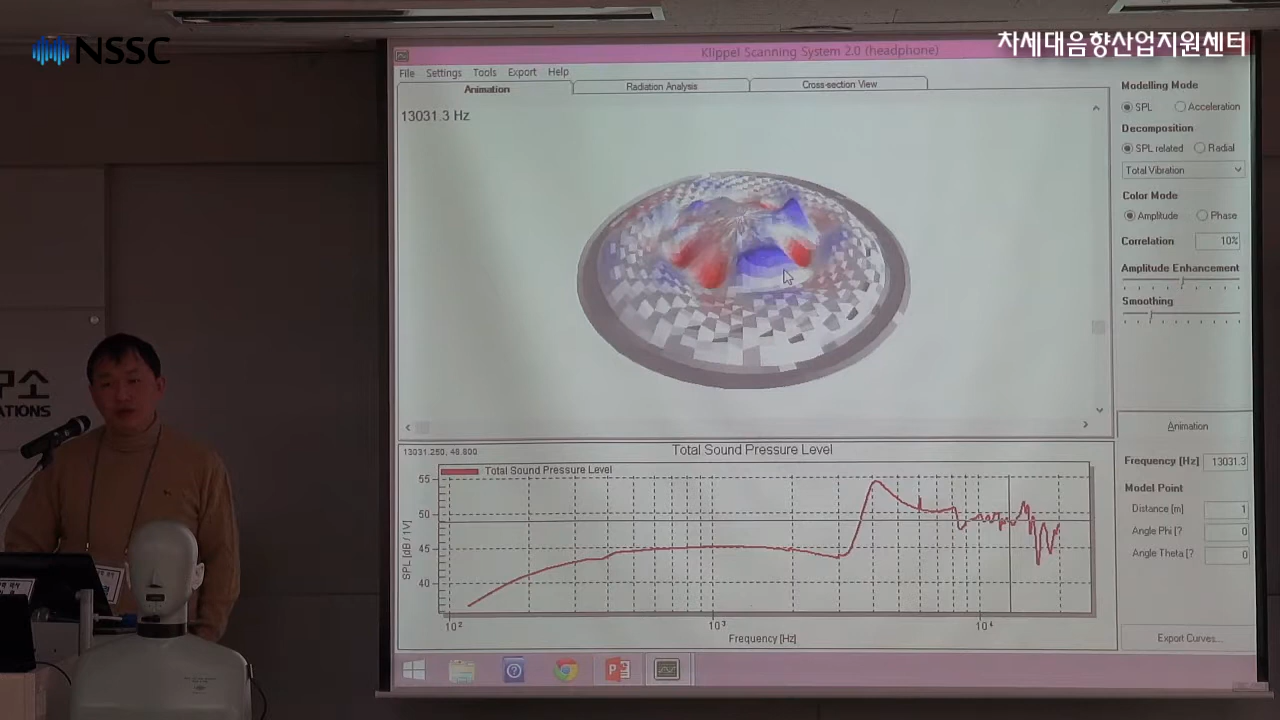 NSSC
차세대음향산업지원센터
Klippel Scanning System 2.0 (headphone)
File Settings Tools Export Help
Animation
Radiation Analysis
Cross-section View
13031.3 Hz
Modelling Mode
SPL Acceleration
Decomposition
SPL related Radial
Total Vibration
Color Mode
Amplitude Phase
Correlation 10%
Amplitude Enhancement
Smoothing
Animation
Frequency [Hz] 13031.3
Model Point
Distance [m] 1
Angle Phi [? 0
Angle Theta [? 0
Export Curves...
13031.250, 48.800
Total Sound Pressure Level
Total Sound Pressure Level
55
50
45
40
SPL [dB / 1V]
10² 10³ 10⁴
Frequency [Hz]
구소
ATIONS